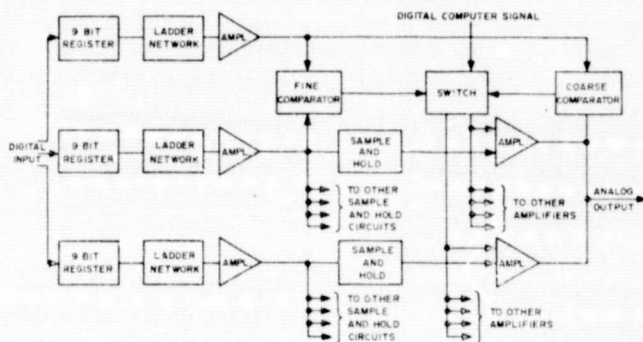 DIGITAL COMPUTER SIGNAL
9 BIT
REGISTER
LADDER
NETWORK
AMPL
FINE
COMPARATOR
SWITCH
COARSE
COMPARATOR
DIGITAL
INPUT
9 BIT
REGISTER
LADDER
NETWORK
AMPL
SAMPLE
AND
HOLD
AMPL
TO OTHER
SAMPLE
AND HOLD
CIRCUITS
TO OTHER
AMPLIFIERS
ANALOG
OUTPUT
9 BIT
REGISTER
LADDER
NETWORK
AMPL
SAMPLE
AND HOLD
AMPL
TO OTHER
SAMPLE
AND HOLD
CIRCUITS
TO OTHER
AMPLIFIERS